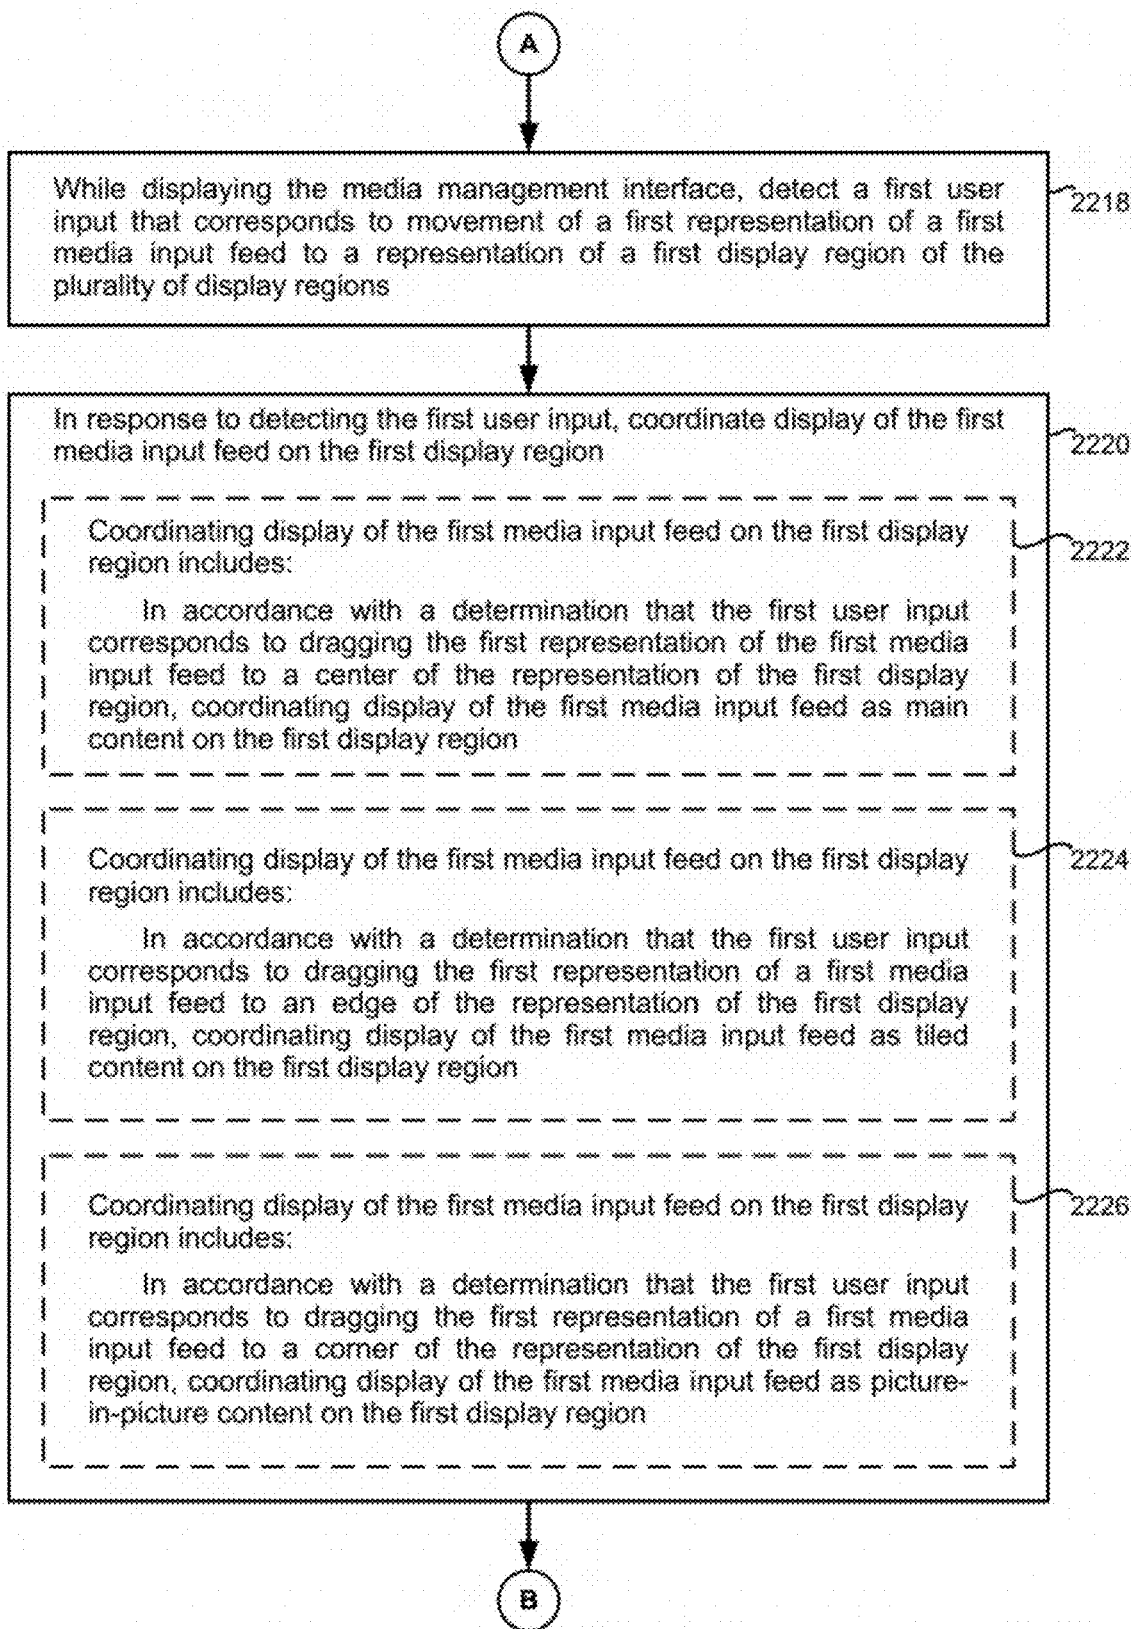 A
While displaying the media management interface, detect a first user
input that corresponds to movement of a first representation of a first
media input feed to a representation of a first display region of the
plurality of display regions
2218
In response to detecting the first user input, coordinate display of the first
media input feed on the first display region
2220
Coordinating display of the first media input feed on the first display
region includes:
2222
In accordance with a determination that the first user input
corresponds to dragging the first representation of the first media
input feed to a center of the representation of the first display
region, coordinating display of the first media input feed as main
content on the first display region
Coordinating display of the first media input feed on the first display
region includes:
2224
In accordance with a determination that the first user input
corresponds to dragging the first representation of a first media
input feed to an edge of the representation of the first display
region, coordinating display of the first media input feed as tiled
content on the first display region
Coordinating display of the first media input feed on the first display
region includes:
2226
In accordance with a determination that the first user input
corresponds to dragging the first representation of a first media
input feed to a corner of the representation of the first display
region, coordinating display of the first media input feed as picture-
in-picture content on the first display region
B